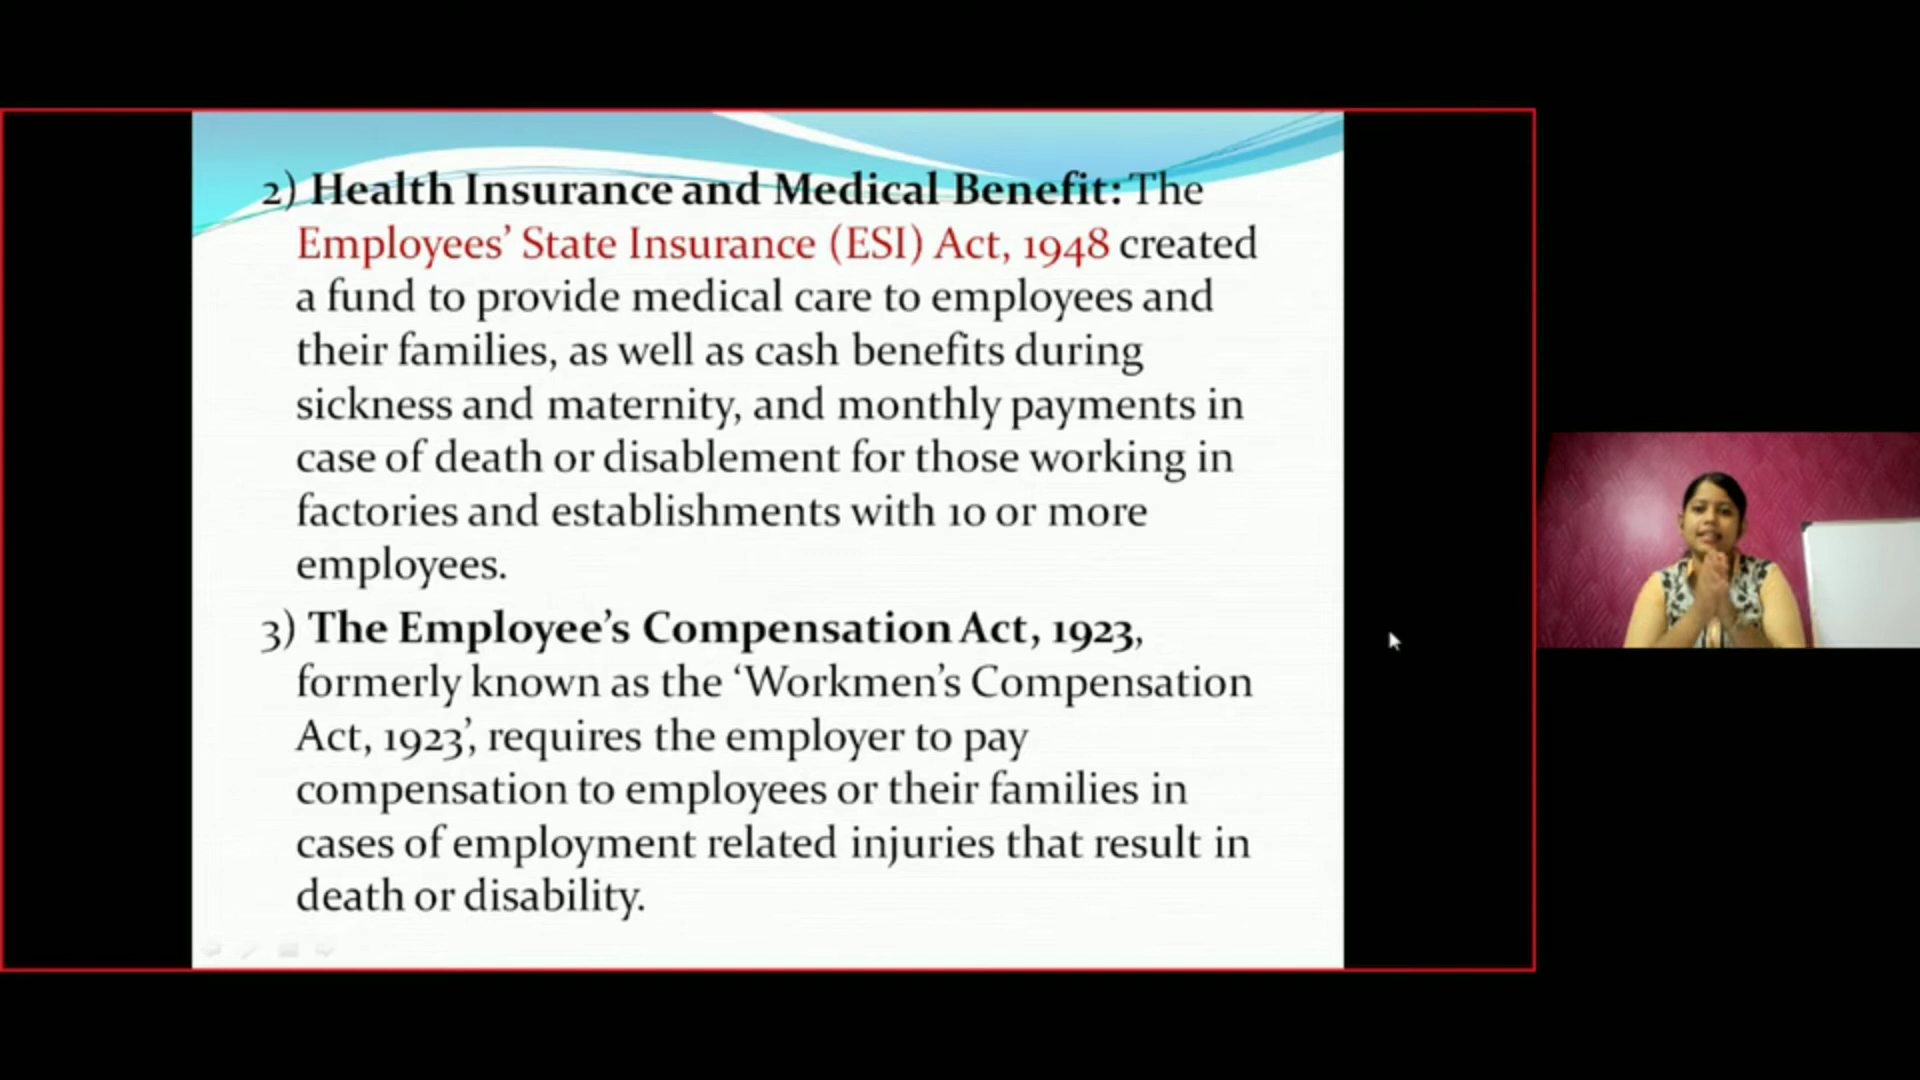 2) Health Insurance and Medical Benefit: The
Employees’ State Insurance (ESI) Act, 1948 created
a fund to provide medical care to employees and
their families, as well as cash benefits during
sickness and maternity, and monthly payments in
case of death or disablement for those working in
factories and establishments with 10 or more
employees.
3) The Employee’s Compensation Act, 1923,
formerly known as the ‘Workmen’s Compensation
Act, 1923’, requires the employer to pay
compensation to employees or their families in
cases of employment related injuries that result in
death or disability.